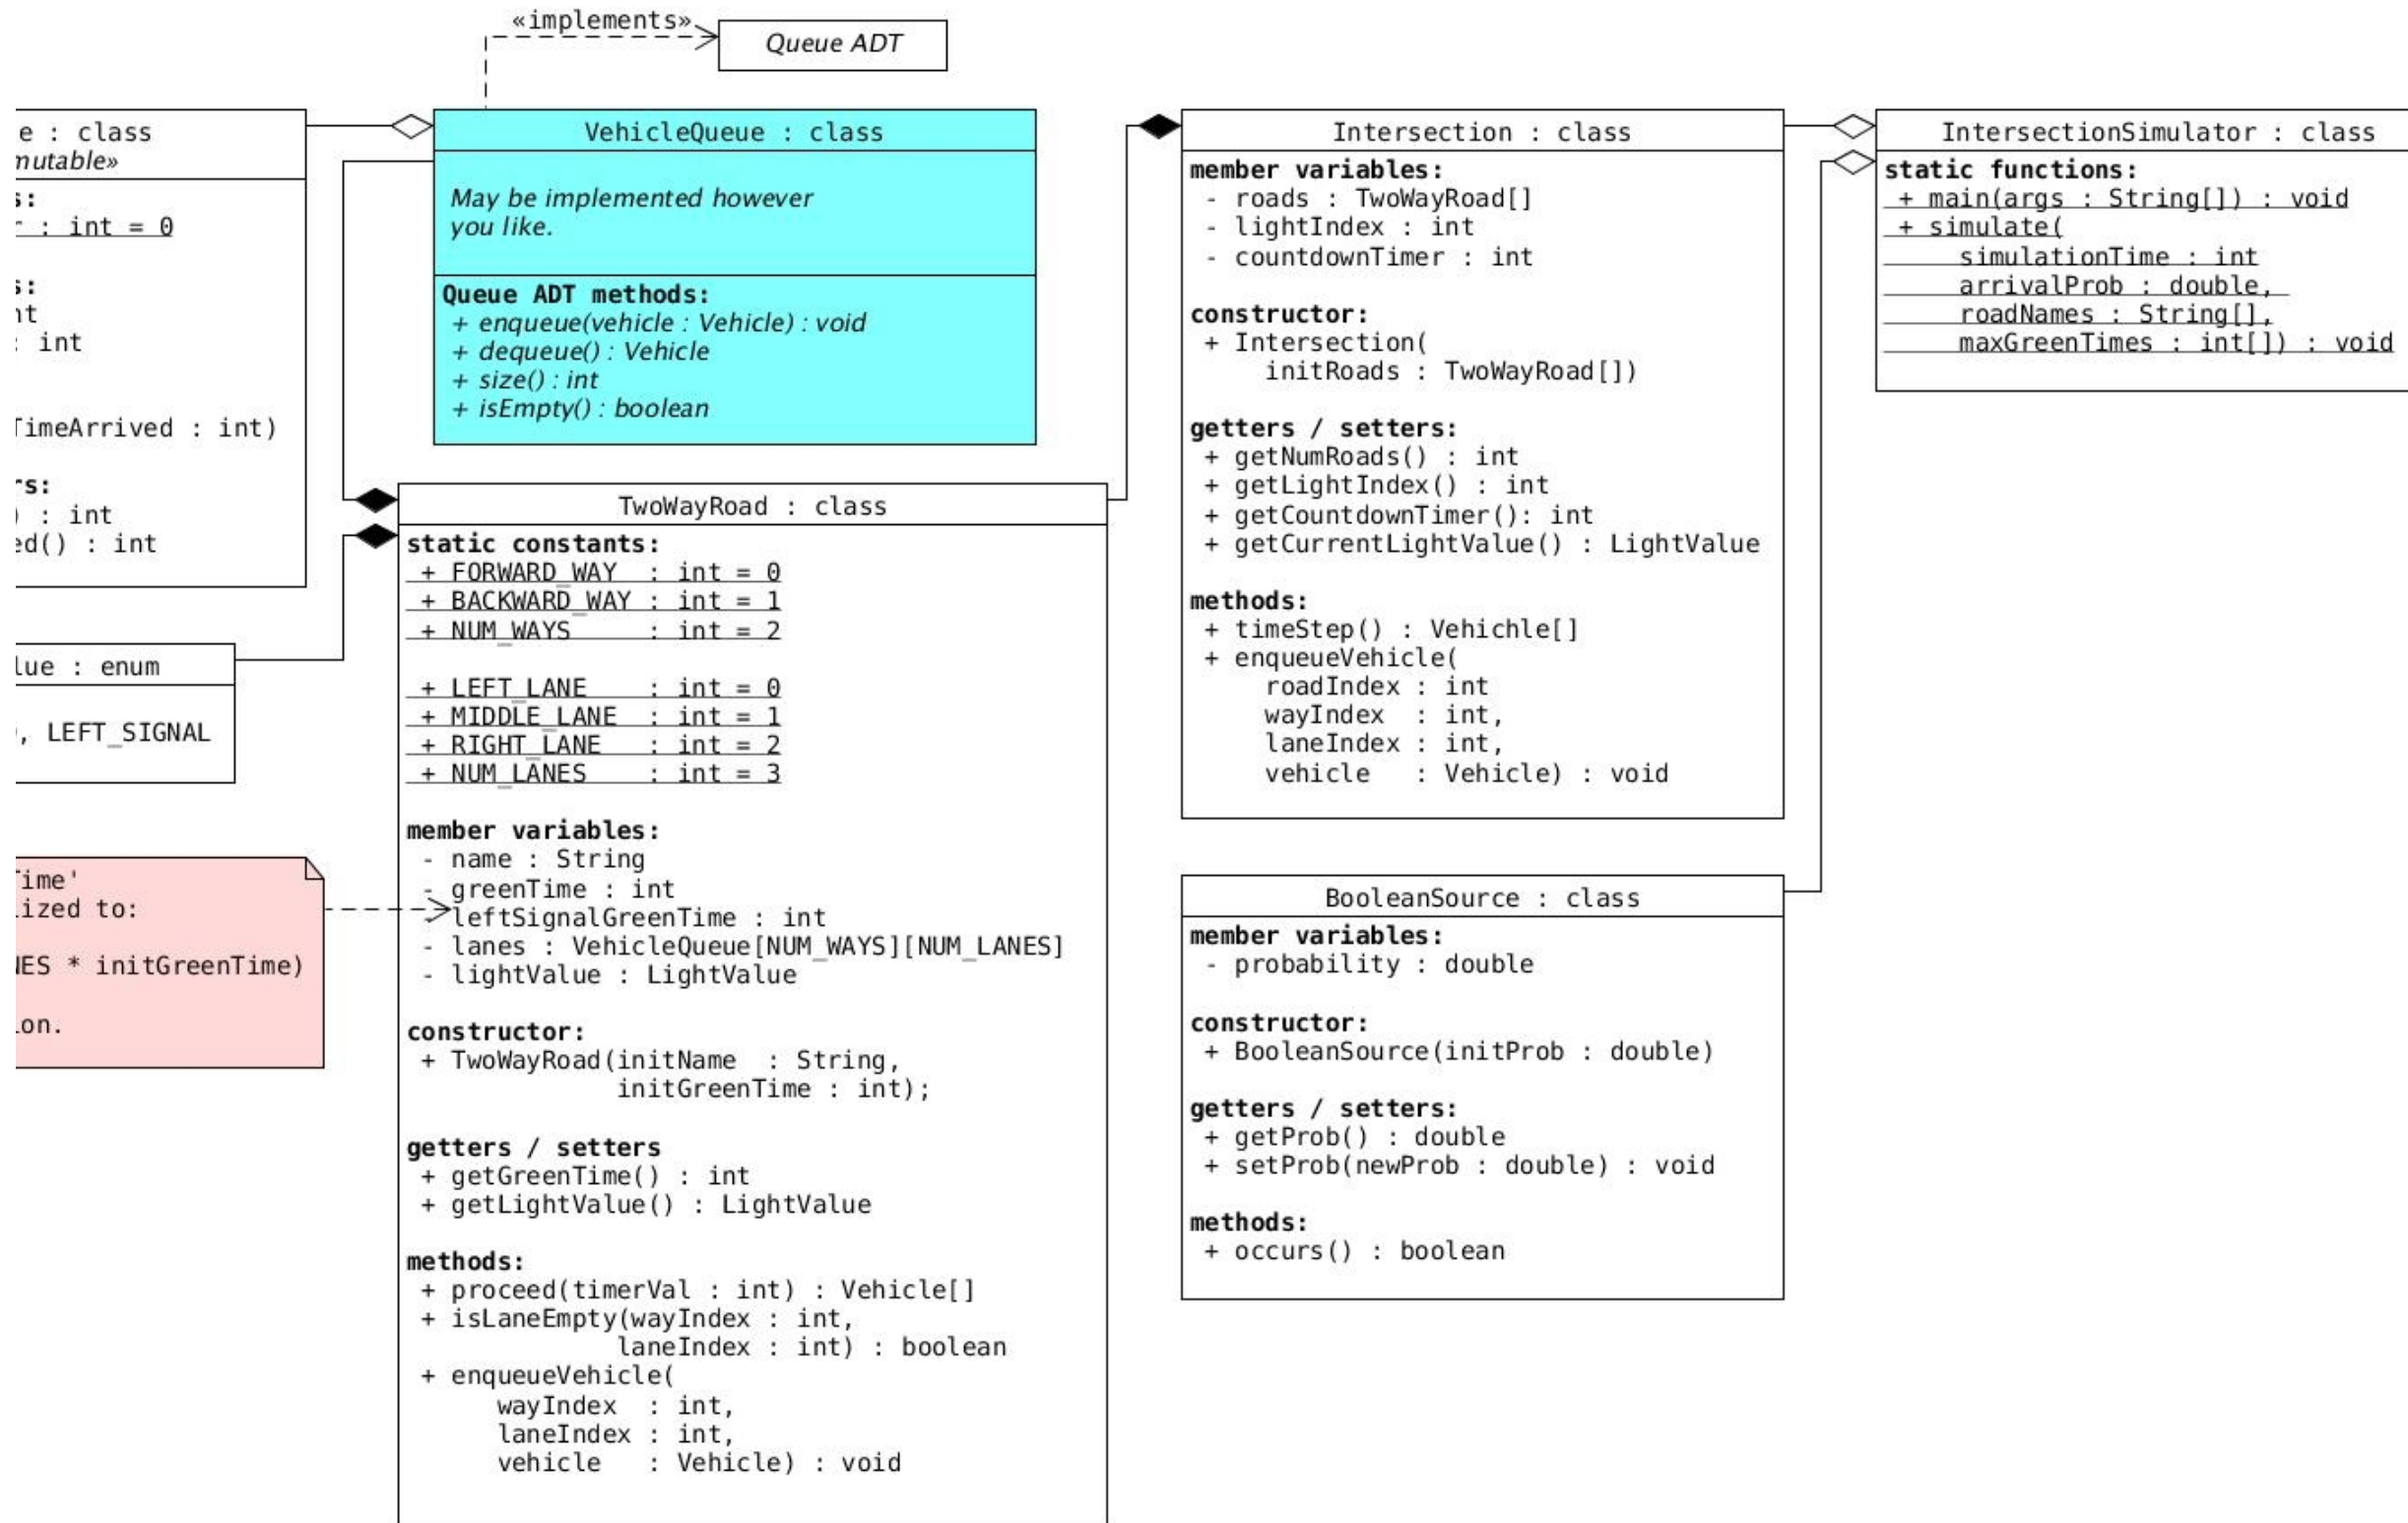 «implements»
Queue ADT
e : class
mutable»
s:
r : int = 0
s:
nt
: int
TimeArrived : int)
rs:
) : int
ed() : int
lue : enum
, LEFT_SIGNAL
Time'
ized to:
NES * initGreenTime)
on.
VehicleQueue : class
May be implemented however
you like.
Queue ADT methods:
+ enqueue(vehicle : Vehicle) : void
+ dequeue() : Vehicle
+ size() : int
+ isEmpty() : boolean
TwoWayRoad : class
static constants:
+ FORWARD_WAY : int = 0
+ BACKWARD_WAY : int = 1
+ NUM_WAYS : int = 2
+ LEFT_LANE : int = 0
+ MIDDLE_LANE : int = 1
+ RIGHT_LANE : int = 2
+ NUM_LANES : int = 3
member variables:
- name : String
- greenTime : int
- leftSignalGreenTime : int
- lanes : VehicleQueue[NUM_WAYS][NUM_LANES]
- lightValue : LightValue
constructor:
+ TwoWayRoad(initName : String,
initGreenTime : int);
getters / setters
+ getGreenTime() : int
+ getLightValue() : LightValue
methods:
+ proceed(timerVal : int) : Vehicle[]
+ isLaneEmpty(wayIndex : int,
laneIndex : int) : boolean
+ enqueueVehicle(
wayIndex : int,
laneIndex : int,
vehicle : Vehicle) : void
Intersection : class
member variables:
- roads : TwoWayRoad[]
- lightIndex : int
- countdownTimer : int
constructor:
+ Intersection(
initRoads : TwoWayRoad[])
getters / setters:
+ getNumRoads() : int
+ getLightIndex() : int
+ getCountdownTimer(): int
+ getCurrentLightValue() : LightValue
methods:
+ timeStep() : Vehichle[]
+ enqueueVehicle(
roadIndex : int
wayIndex : int,
laneIndex : int,
vehicle : Vehicle) : void
BooleanSource : class
member variables:
- probability : double
constructor:
+ BooleanSource(initProb : double)
getters / setters:
+ getProb() : double
+ setProb(newProb : double) : void
methods:
+ occurs() : boolean
IntersectionSimulator : class
static functions:
+ main(args : String[]) : void
+ simulate(
simulationTime : int
arrivalProb : double,
roadNames : String[],
maxGreenTimes : int[]) : void